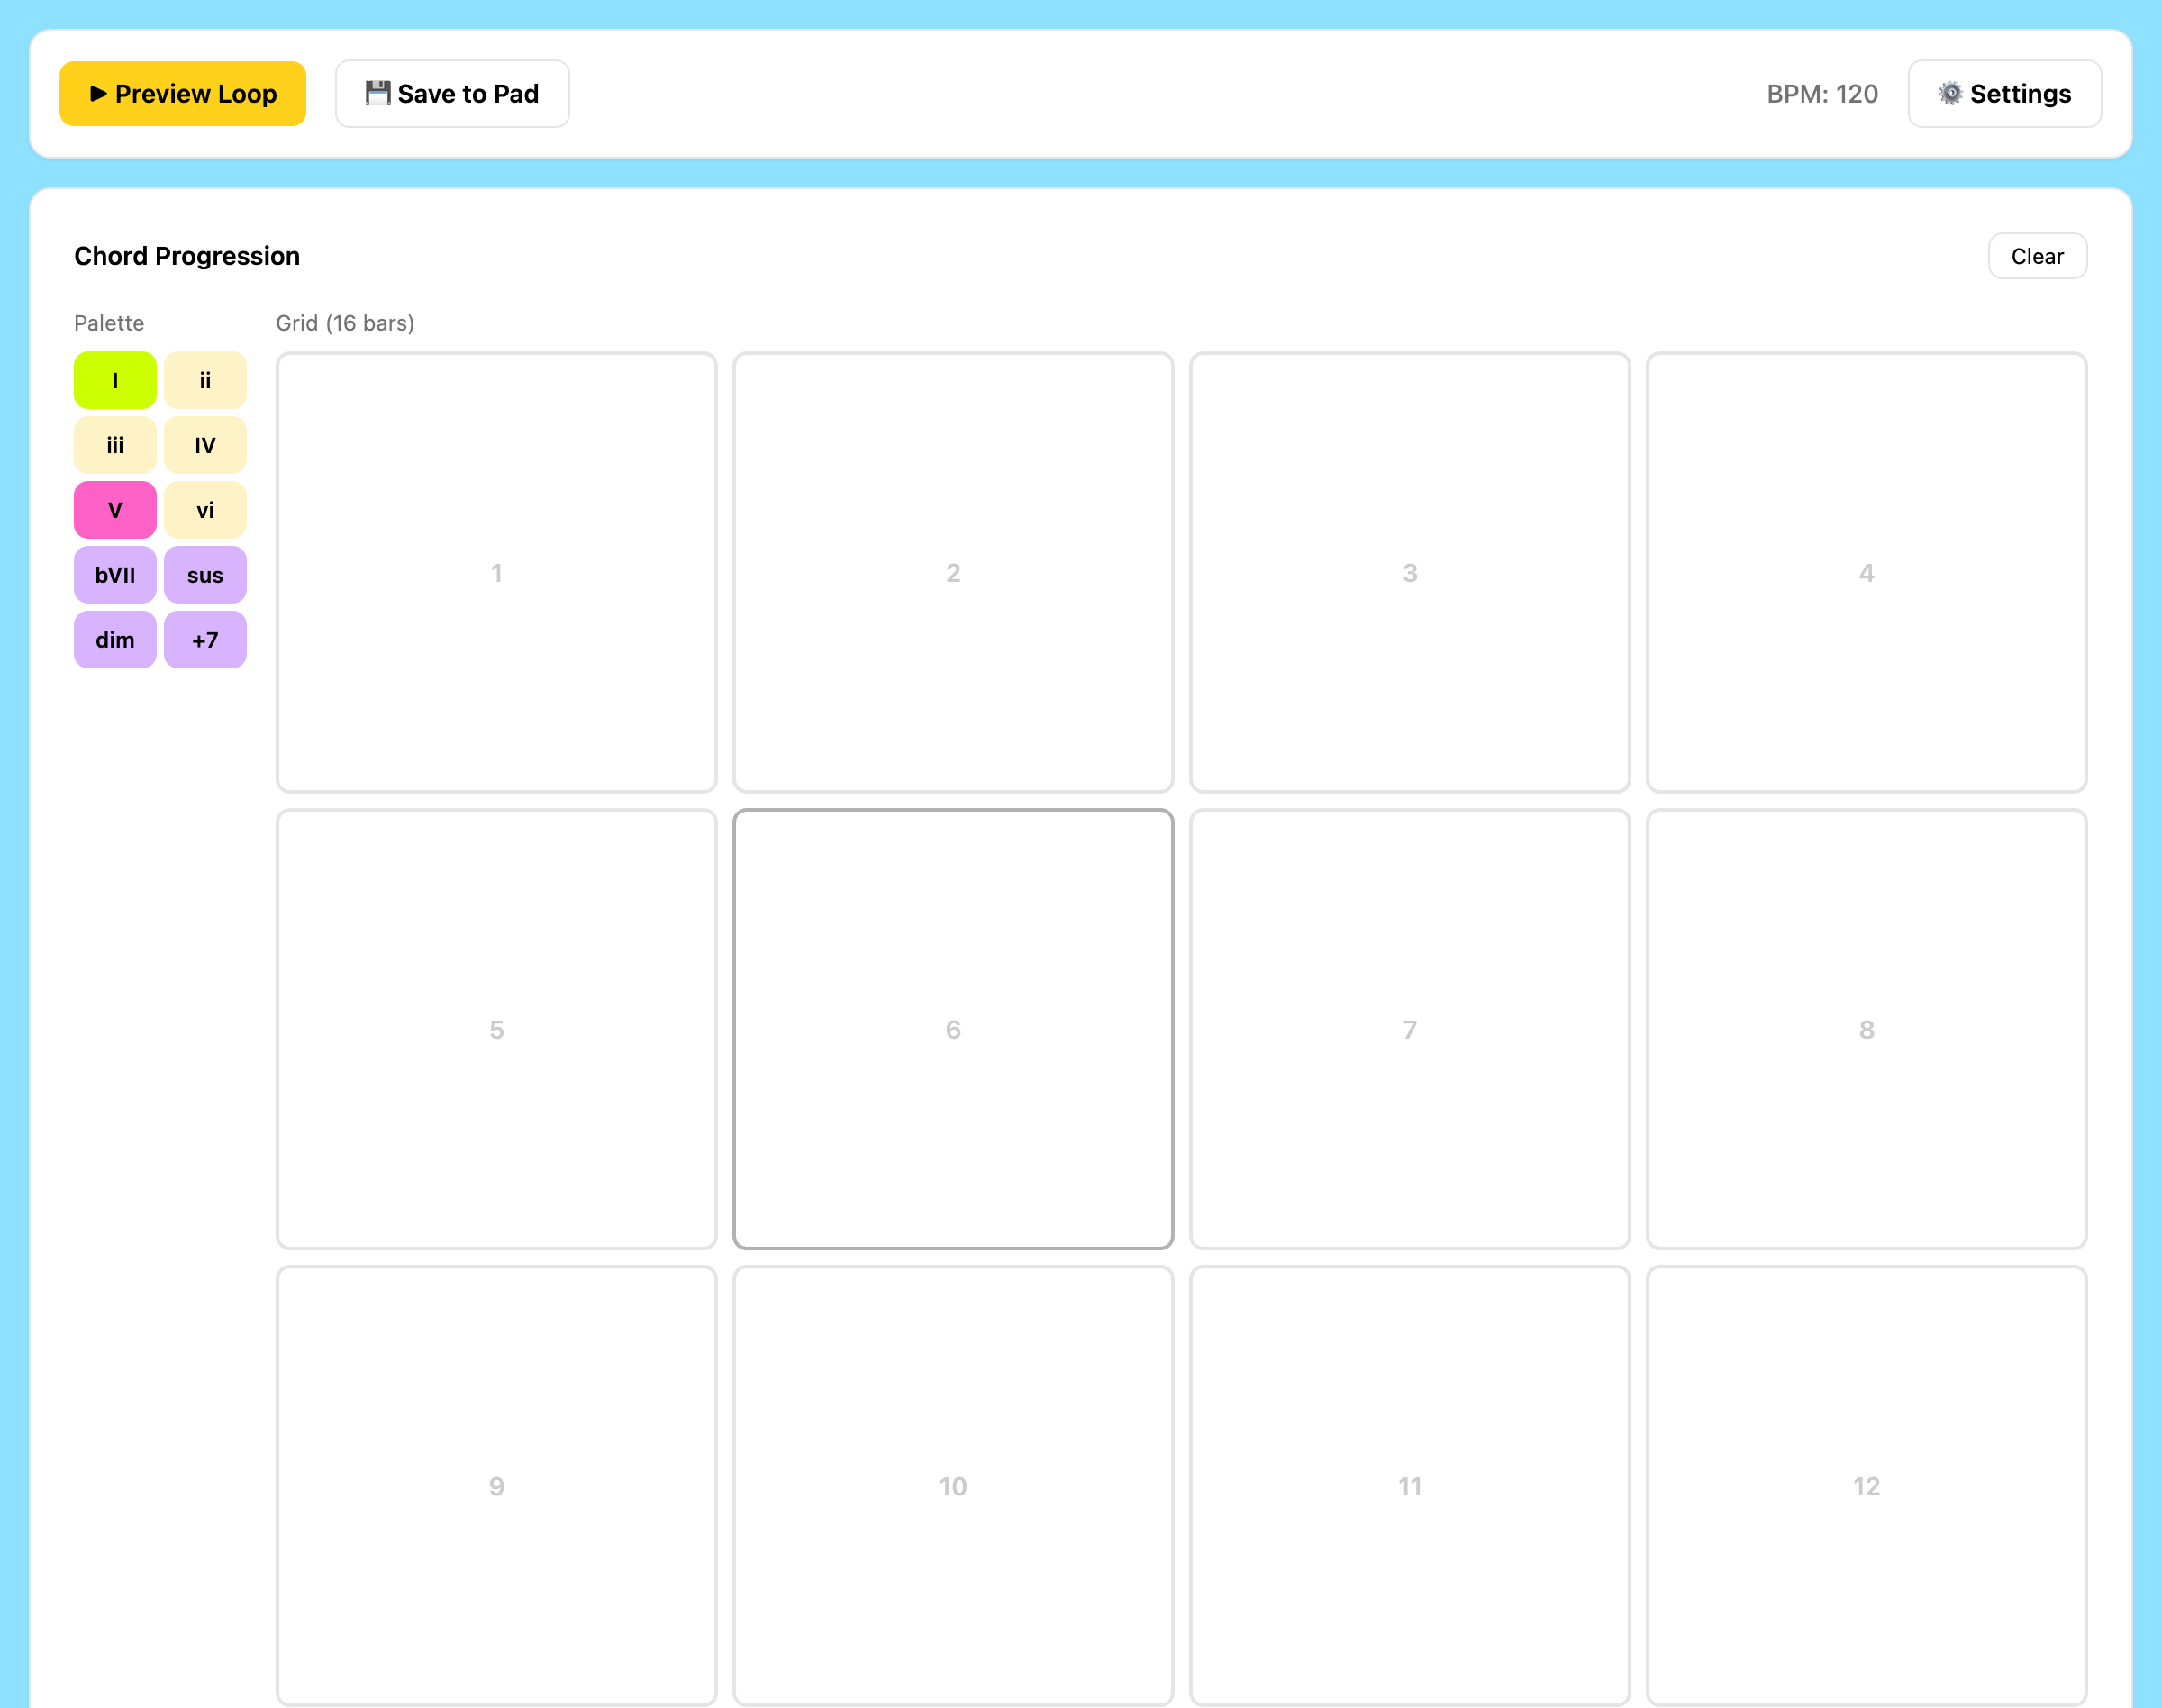 ▶ Preview Loop
💾 Save to Pad
BPM: 120
⚙️ Settings
Chord Progression
Clear
Palette
Grid (16 bars)
I
ii
iii
IV
V
vi
bVII
sus
dim
+7
1
2
3
4
5
6
7
8
9
10
11
12